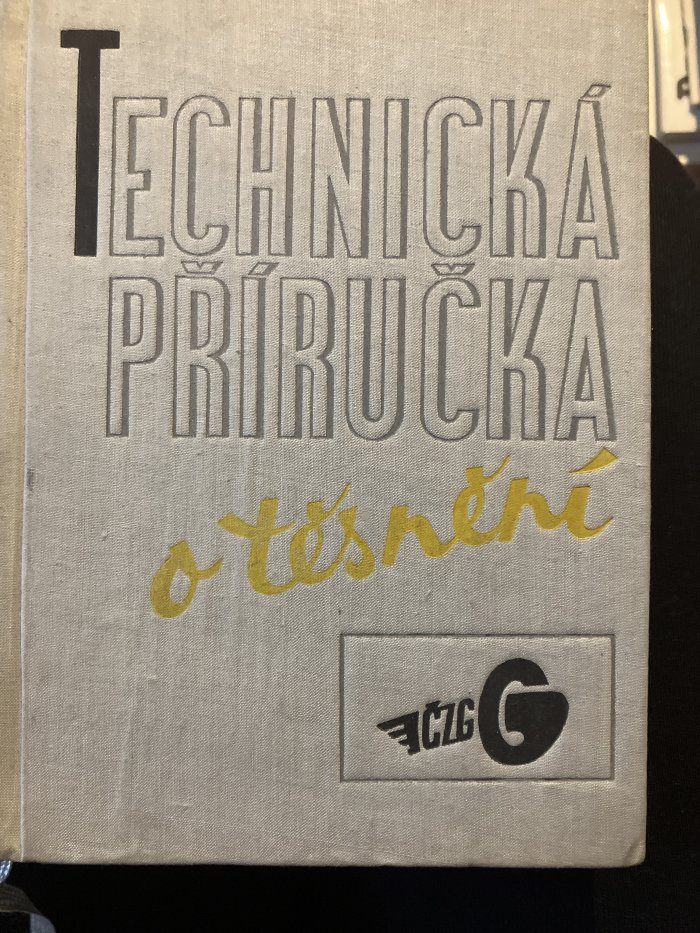 TECHNICKÁ
PŘÍRUČKA
o těsnění
ČZG G